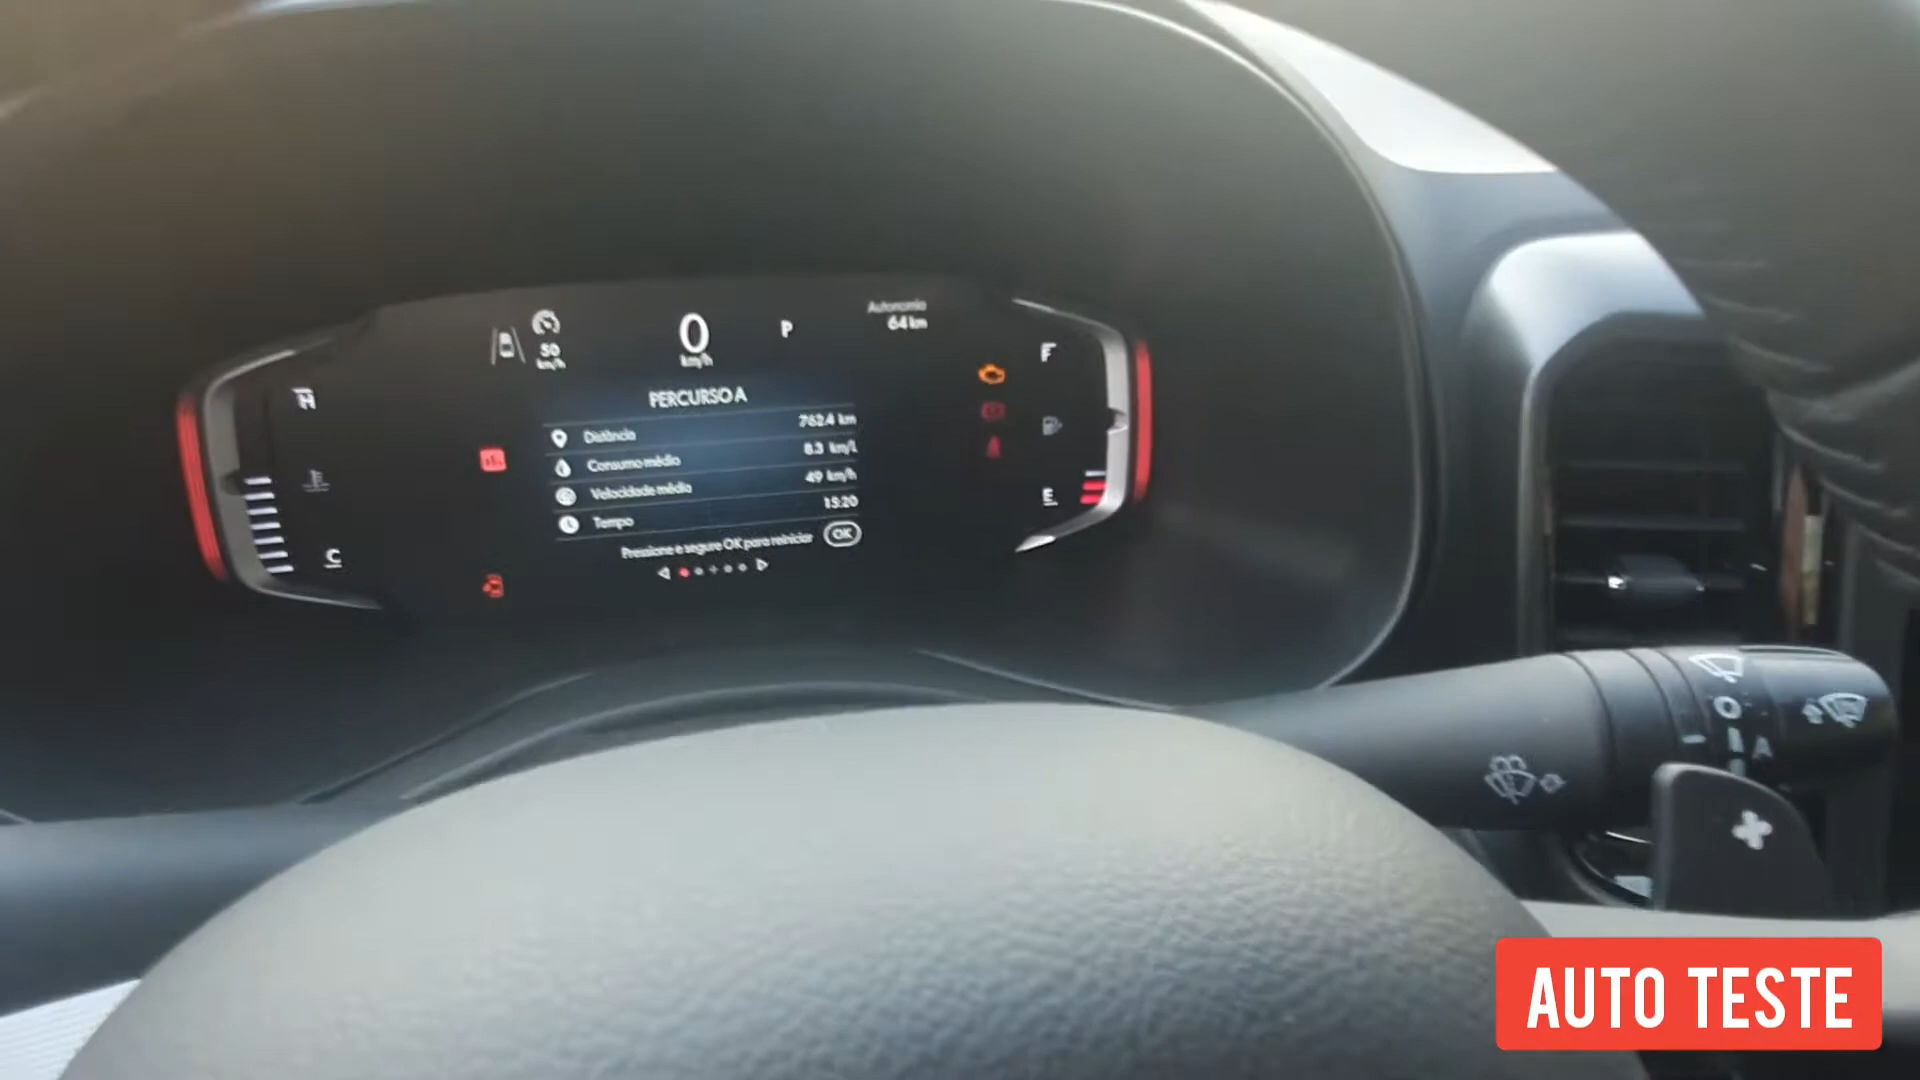 Autonomia
64 km
0
km/h
P
50
km/h
H
C
F
E
PERCURSO A
Distância 762.4 km
Consumo médio 8.3 km/L
Velocidade média 49 km/h
Tempo 15:20
Pressione e segure OK para reiniciar OK
A
AUTO TESTE